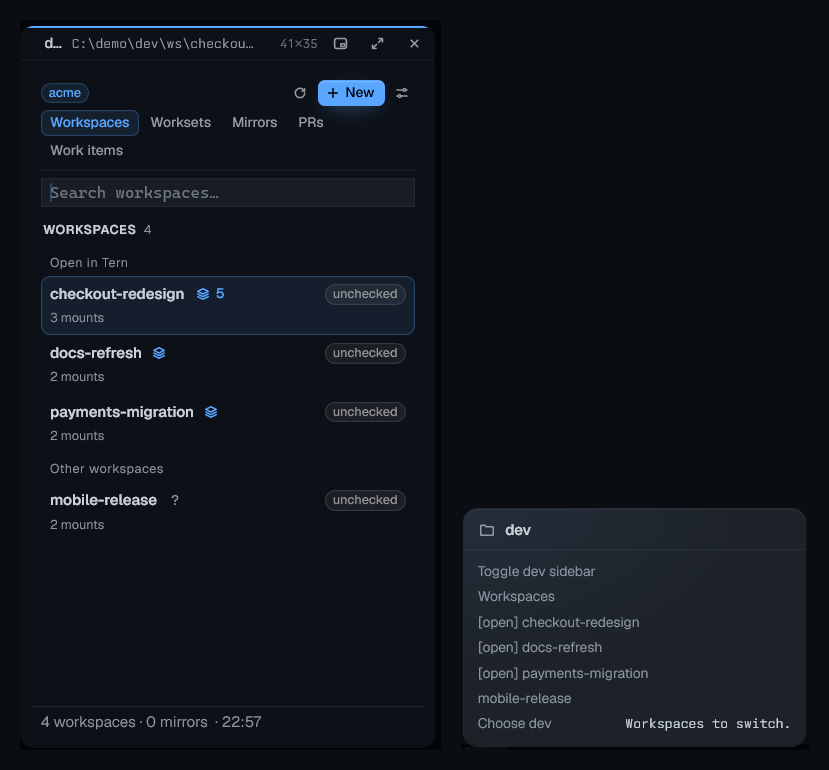 d… C:\demo\dev\ws\checkou… 41×35
acme
+ New
Workspaces Worksets Mirrors PRs
Work items
Search workspaces…
WORKSPACES 4
Open in Tern
checkout-redesign 5 unchecked
3 mounts
docs-refresh unchecked
2 mounts
payments-migration unchecked
2 mounts
Other workspaces
mobile-release ? unchecked
2 mounts
4 workspaces · 0 mirrors · 22:57
dev
Toggle dev sidebar
Workspaces
[open] checkout-redesign
[open] docs-refresh
[open] payments-migration
mobile-release
Choose dev Workspaces to switch.